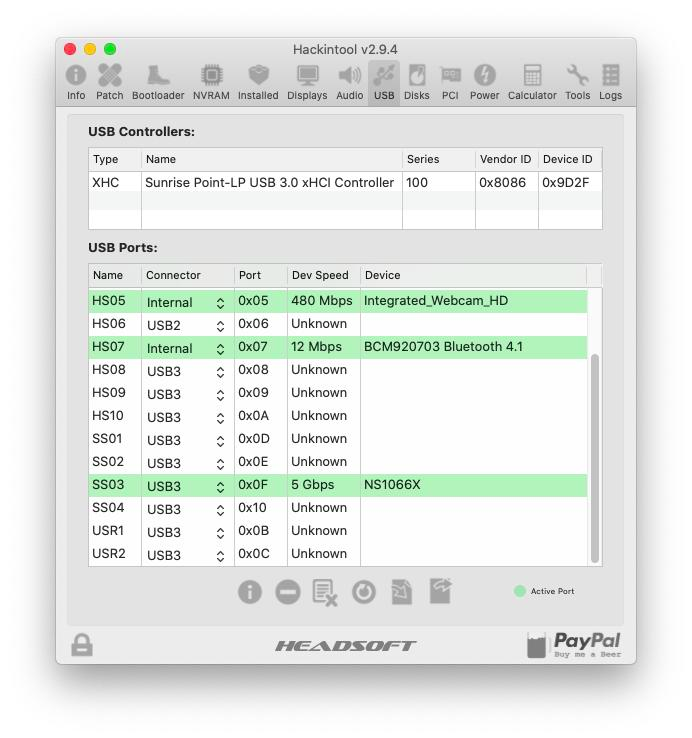 Hackintool v2.9.4
Info Patch Bootloader NVRAM Installed Displays Audio USB Disks PCI Power Calculator Tools Logs
USB Controllers:
Type Name Series Vendor ID Device ID
XHC Sunrise Point-LP USB 3.0 xHCI Controller 100 0x8086 0x9D2F
USB Ports:
Name Connector Port Dev Speed Device
HS05 Internal 0x05 480 Mbps Integrated_Webcam_HD
HS06 USB2 0x06 Unknown
HS07 Internal 0x07 12 Mbps BCM920703 Bluetooth 4.1
HS08 USB3 0x08 Unknown
HS09 USB3 0x09 Unknown
HS10 USB3 0x0A Unknown
SS01 USB3 0x0D Unknown
SS02 USB3 0x0E Unknown
SS03 USB3 0x0F 5 Gbps NS1066X
SS04 USB3 0x10 Unknown
USR1 USB3 0x0B Unknown
USR2 USB3 0x0C Unknown
Active Port
HEADSOFT
PayPal
Buy me a Beer